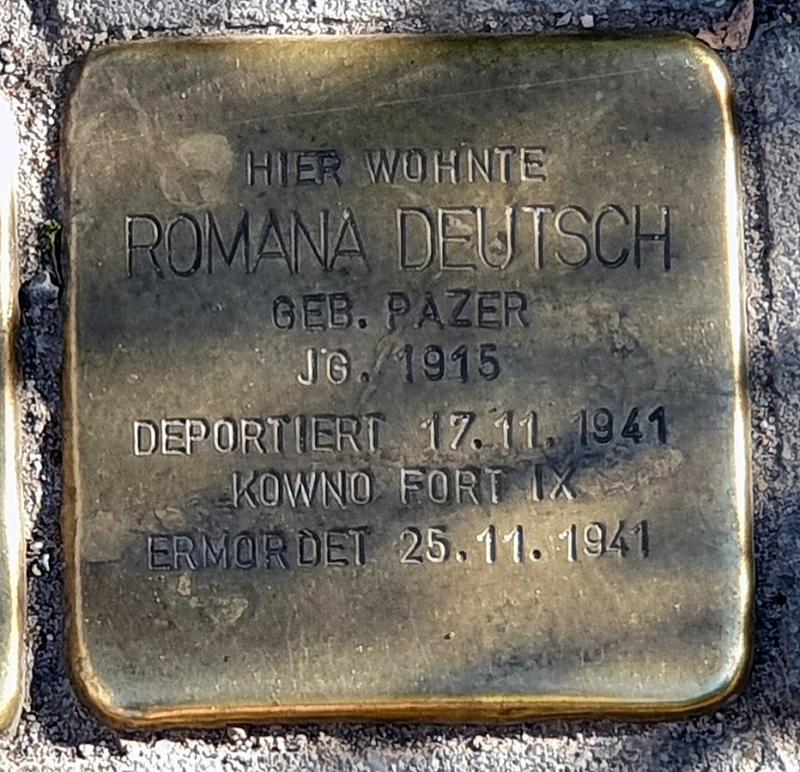 HIER WOHNTE
ROMANA DEUTSCH
GEB. PAZER
JG. 1915
DEPORTIERT 17.11.1941
KOWNO FORT IX
ERMORDET 25.11.1941